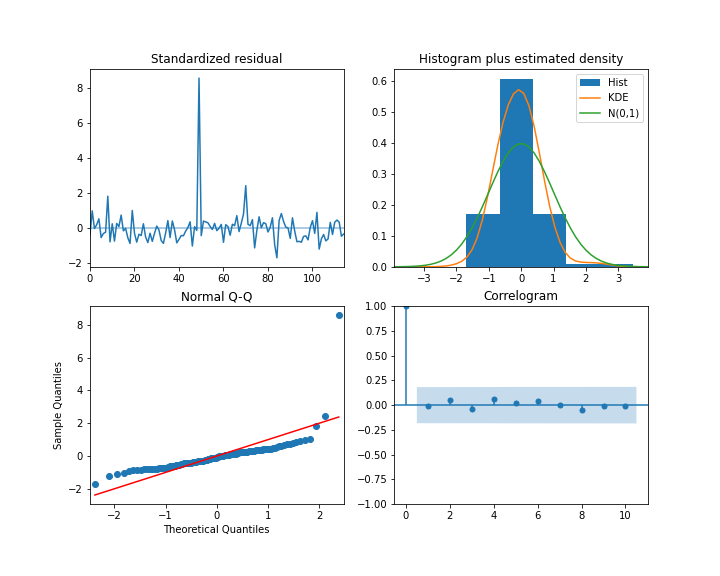 Standardized residual
8
6
4
2
0
−2
0 20 40 60 80 100
Histogram plus estimated density
Hist
KDE
N(0,1)
0.6
0.5
0.4
0.3
0.2
0.1
0.0
−3 −2 −1 0 1 2 3
Normal Q-Q
Sample Quantiles
8
6
4
2
0
−2
−2 −1 0 1 2
Theoretical Quantiles
Correlogram
1.00
0.75
0.50
0.25
0.00
−0.25
−0.50
−0.75
−1.00
0 2 4 6 8 10